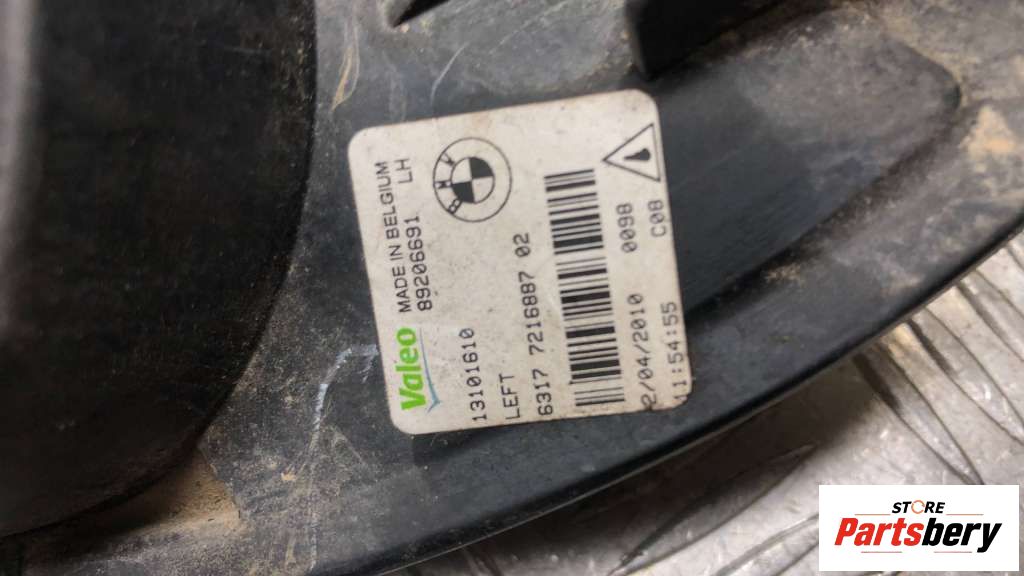 Valeo MADE IN BELGIUM
89206691 LH
BMW
13101610
LEFT
6317 7216887 02
2/04/2010 0098
11:54:55 C08
STORE
Partsbery